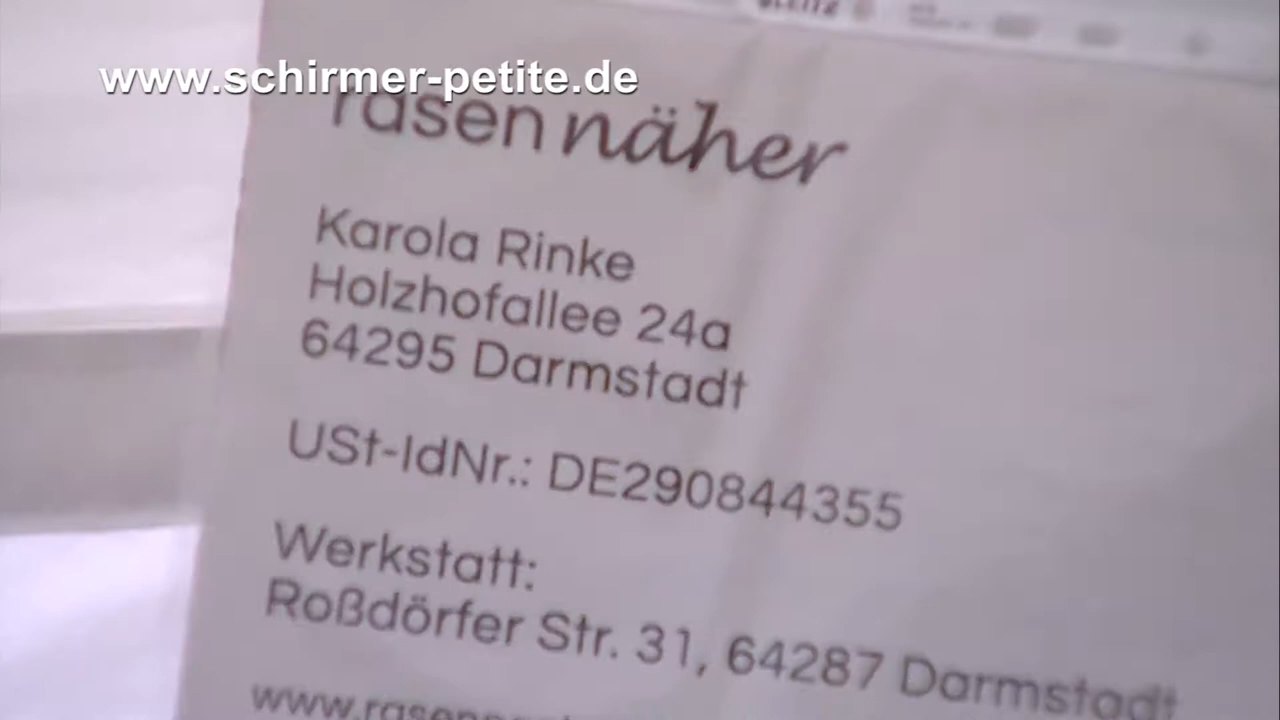 www.schirmer-petite.de
rasen näher
Karola Rinke
Holzhofallee 24a
64295 Darmstadt
USt-IdNr.: DE290844355
Werkstatt:
Roßdörfer Str. 31, 64287 Darmstadt